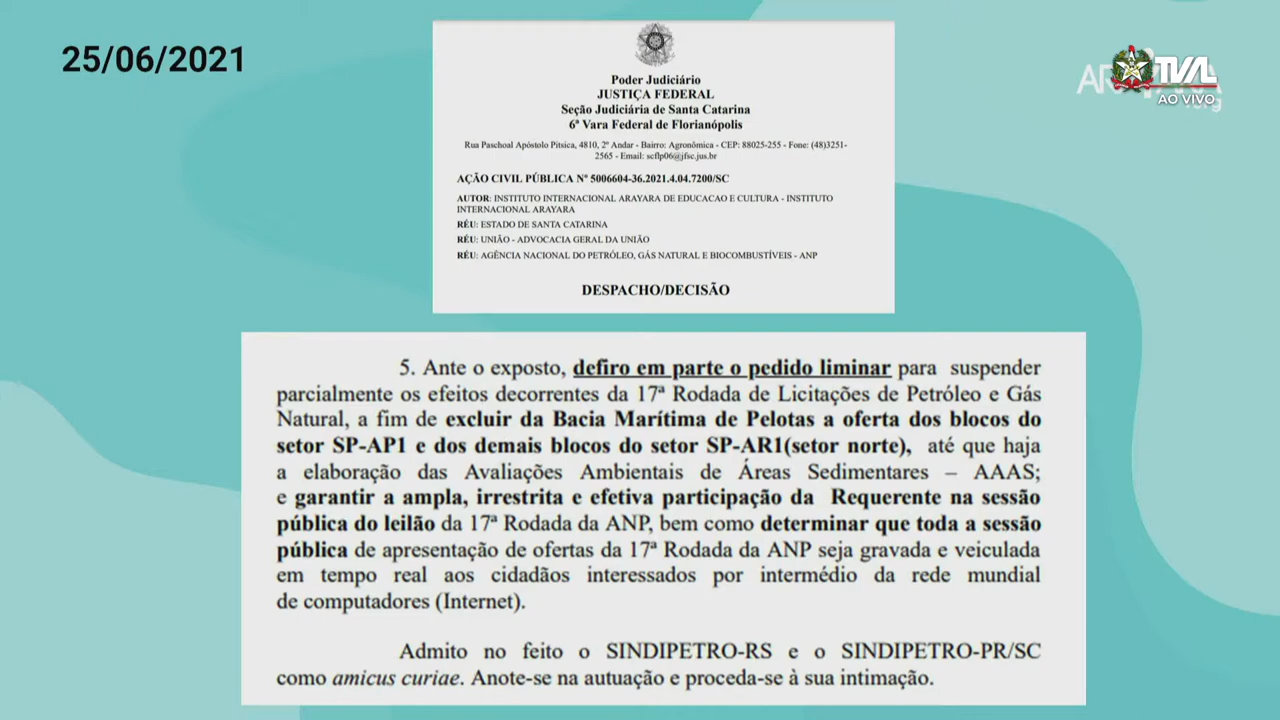 25/06/2021
TVAL
AO VIVO
Poder Judiciário
JUSTIÇA FEDERAL
Seção Judiciária de Santa Catarina
6ª Vara Federal de Florianópolis
Rua Paschoal Apóstolo Pitsica, 4810, 2º Andar - Bairro: Agronômica - CEP: 88025-255 - Fone: (48)3251-
2565 - Email: scflp06@jfsc.jus.br
AÇÃO CIVIL PÚBLICA Nº 5006604-36.2021.4.04.7200/SC
AUTOR: INSTITUTO INTERNACIONAL ARAYARA DE EDUCACAO E CULTURA - INSTITUTO
INTERNACIONAL ARAYARA
RÉU: ESTADO DE SANTA CATARINA
RÉU: UNIÃO - ADVOCACIA GERAL DA UNIÃO
RÉU: AGÊNCIA NACIONAL DO PETRÓLEO, GÁS NATURAL E BIOCOMBUSTÍVEIS - ANP
DESPACHO/DECISÃO
5. Ante o exposto, defiro em parte o pedido liminar para suspender
parcialmente os efeitos decorrentes da 17ª Rodada de Licitações de Petróleo e Gás
Natural, a fim de excluir da Bacia Marítima de Pelotas a oferta dos blocos do
setor SP-AP1 e dos demais blocos do setor SP-AR1(setor norte), até que haja
a elaboração das Avaliações Ambientais de Áreas Sedimentares – AAAS;
e garantir a ampla, irrestrita e efetiva participação da Requerente na sessão
pública do leilão da 17ª Rodada da ANP, bem como determinar que toda a sessão
pública de apresentação de ofertas da 17ª Rodada da ANP seja gravada e veiculada
em tempo real aos cidadãos interessados por intermédio da rede mundial
de computadores (Internet).
Admito no feito o SINDIPETRO-RS e o SINDIPETRO-PR/SC
como amicus curiae. Anote-se na autuação e proceda-se à sua intimação.